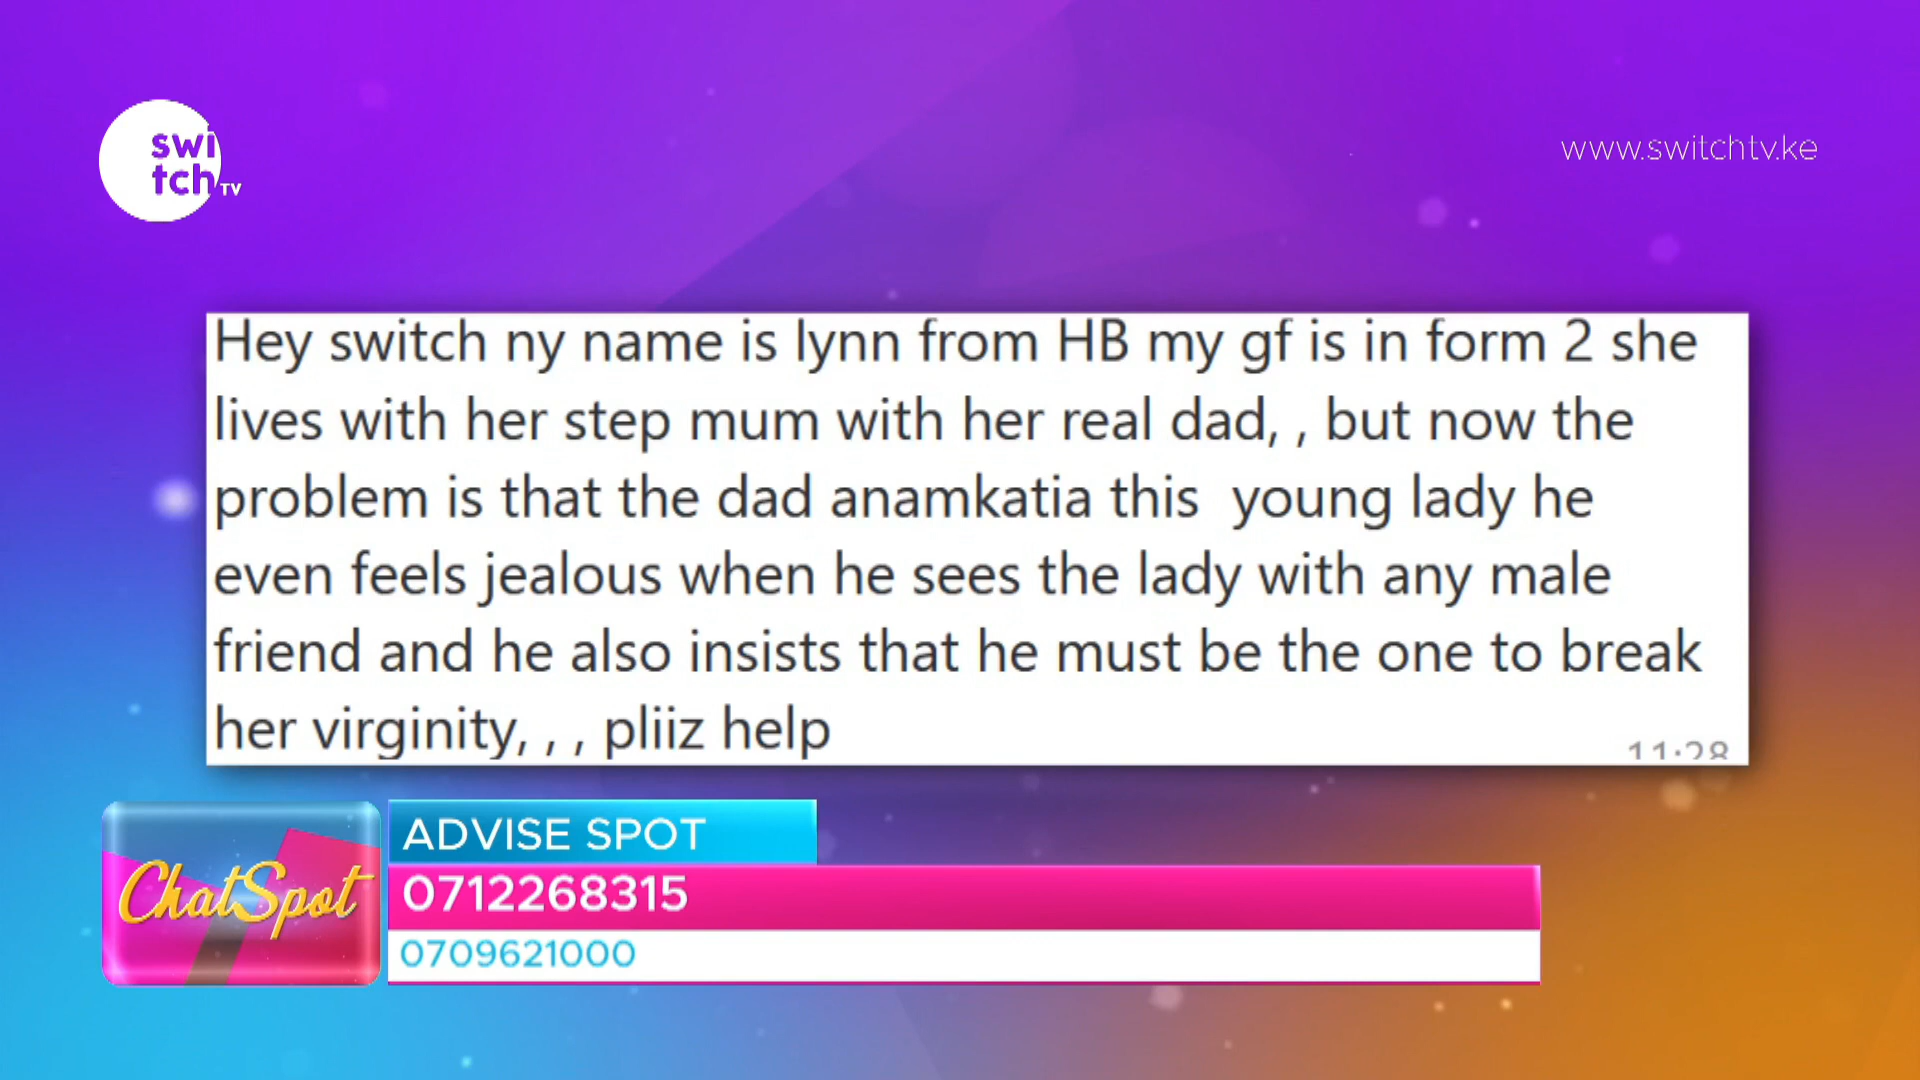 swi
tch TV
www.switchtv.ke
Hey switch ny name is lynn from HB my gf is in form 2 she
lives with her step mum with her real dad, , but now the
problem is that the dad anamkatia this  young lady he
even feels jealous when he sees the lady with any male
friend and he also insists that he must be the one to break
her virginity, , , pliiz help
11:28
ChatSpot
ADVISE SPOT
0712268315
0709621000